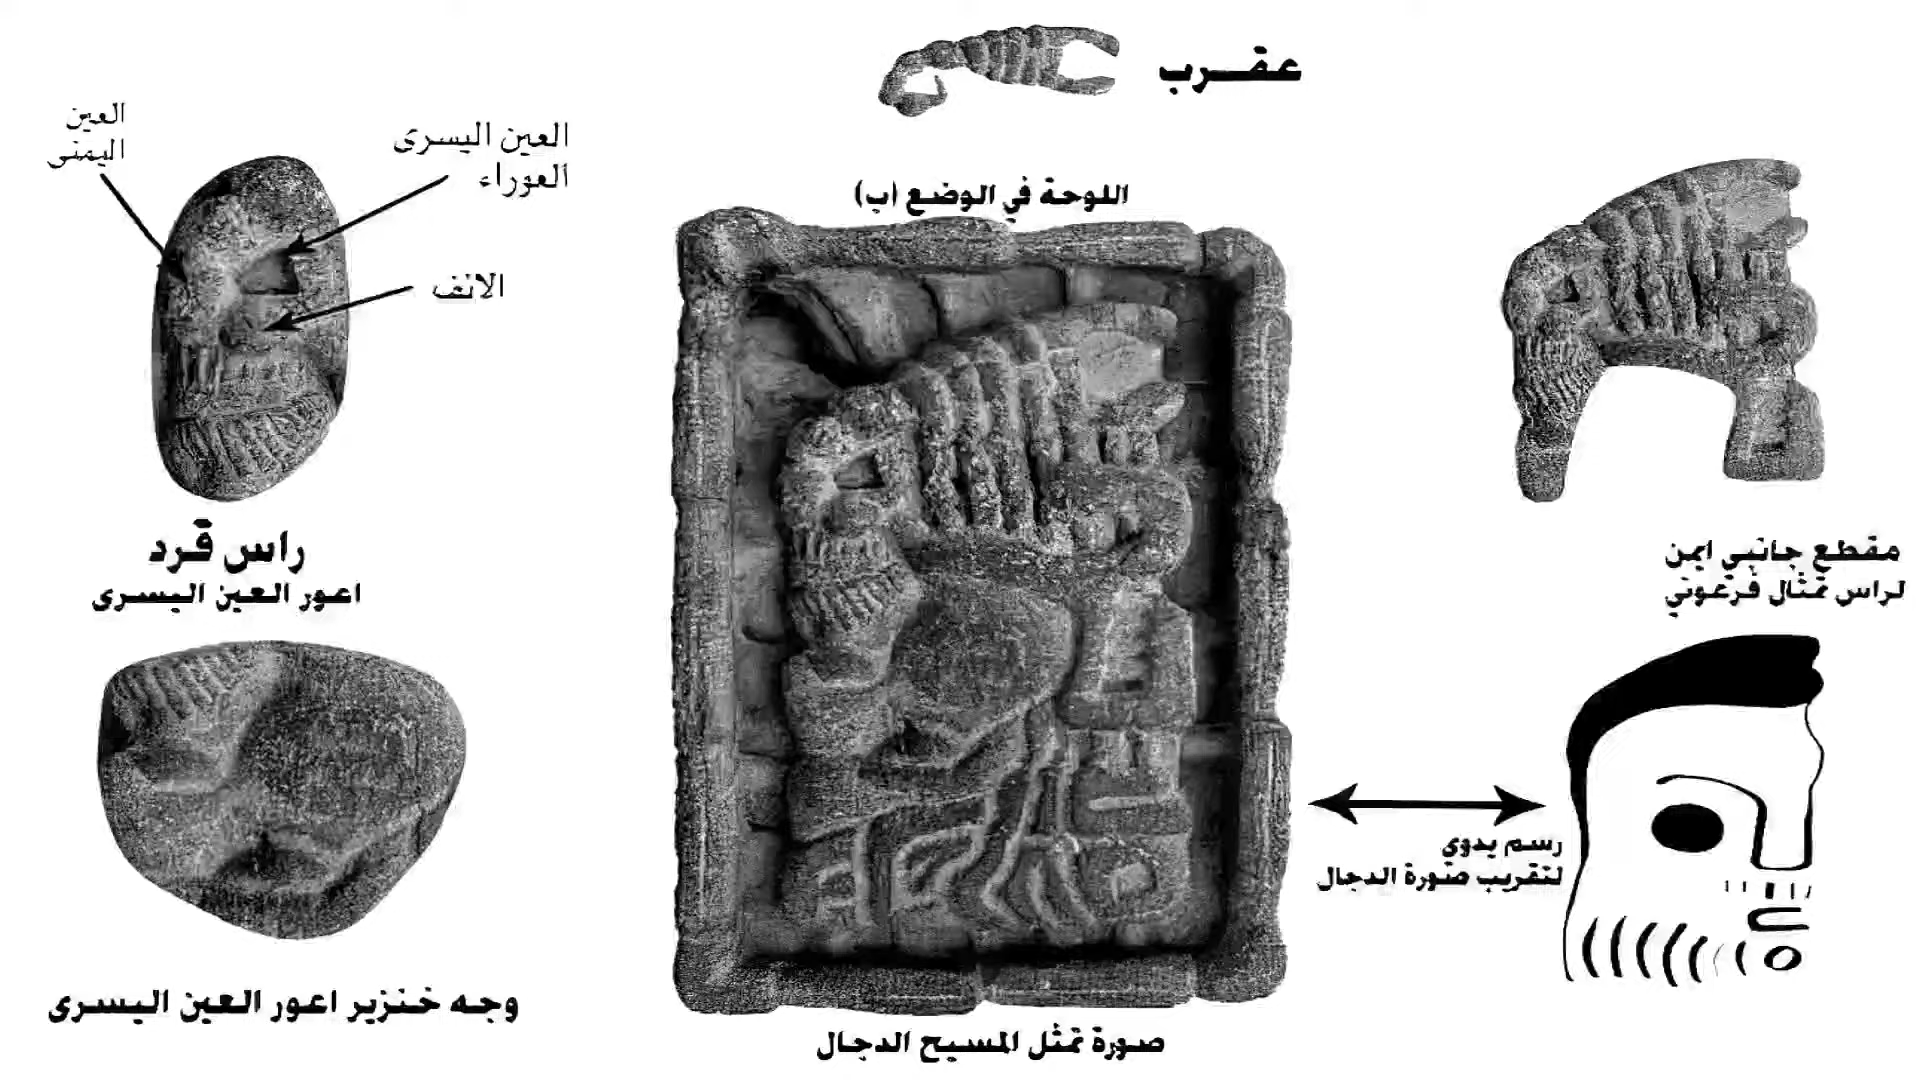 عقرب
العين
اليمنى
العين اليسرى
العوراء
الانف
اللوحة في الوضع (ب)
راس قرد
اعور العين اليسرى
مقطع جانبي ايمن
لراس تمثال فرعوني
رسم يدوي
لتقريب صورة الدجال
وجه خنزير اعور العين اليسرى
صورة تمثل المسيح الدجال